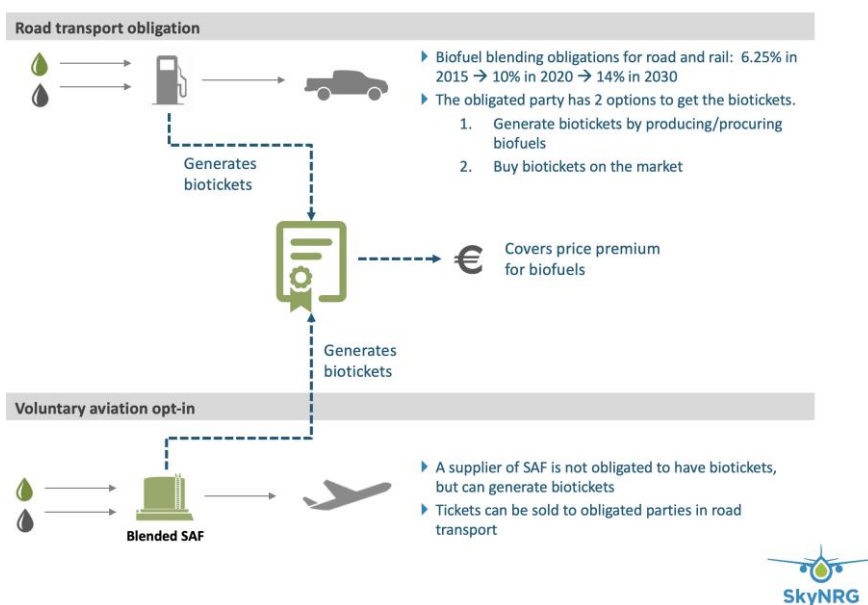 Road transport obligation
Biofuel blending obligations for road and rail: 6.25% in
2015 → 10% in 2020 → 14% in 2030
The obligated party has 2 options to get the biotickets.
1. Generate biotickets by producing/procuring
biofuels
2. Buy biotickets on the market
Generates
biotickets
€
Covers price premium
for biofuels
Generates
biotickets
Voluntary aviation opt-in
A supplier of SAF is not obligated to have biotickets,
but can generate biotickets
Tickets can be sold to obligated parties in road
transport
Blended SAF
SkyNRG